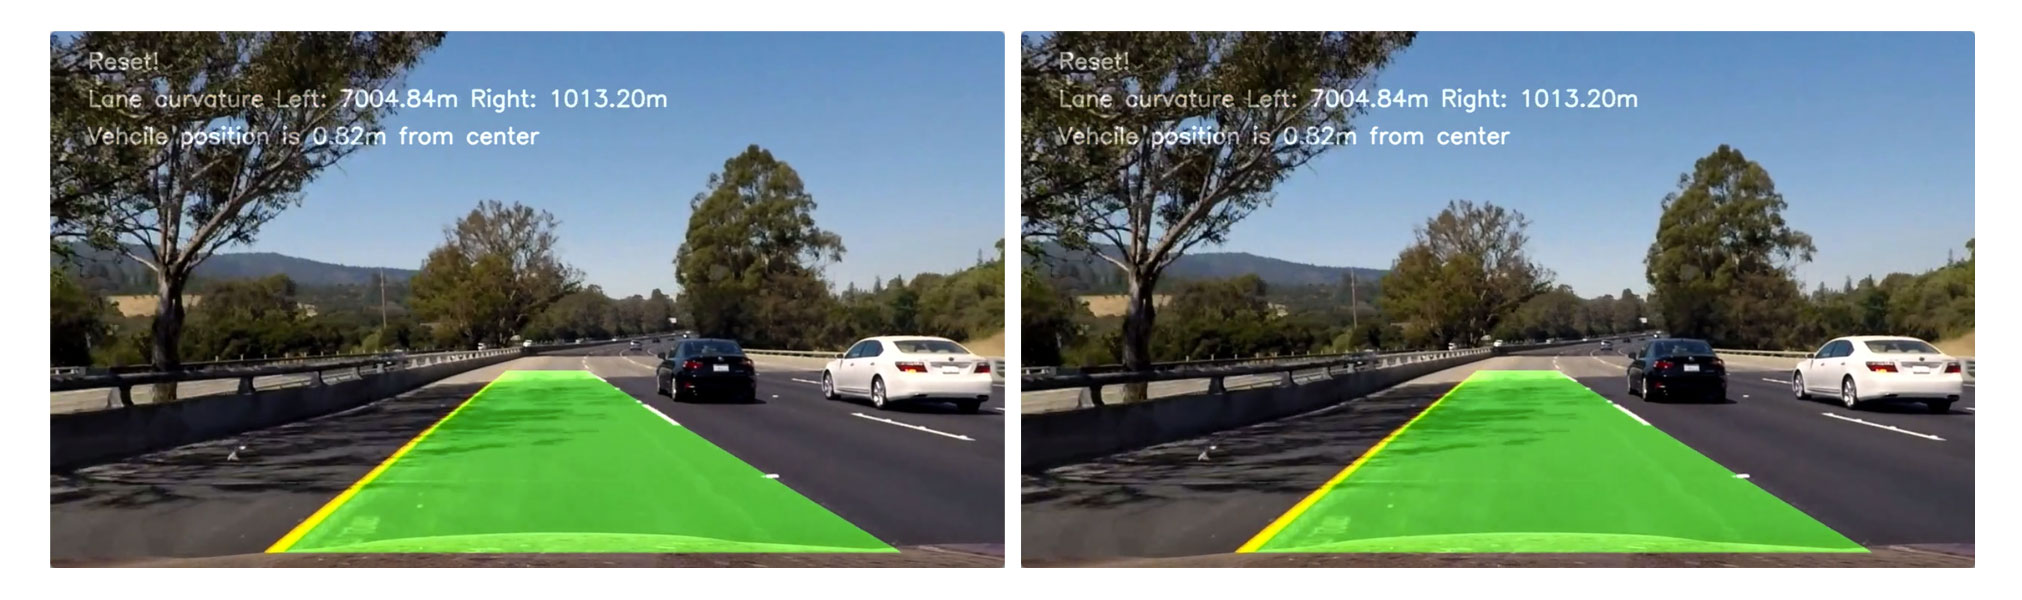 Reset!
Lane curvature Left: 7004.84m Right: 1013.20m
Vehcile position is 0.82m from center
Reset!
Lane curvature Left: 7004.84m Right: 1013.20m
Vehcile position is 0.82m from center